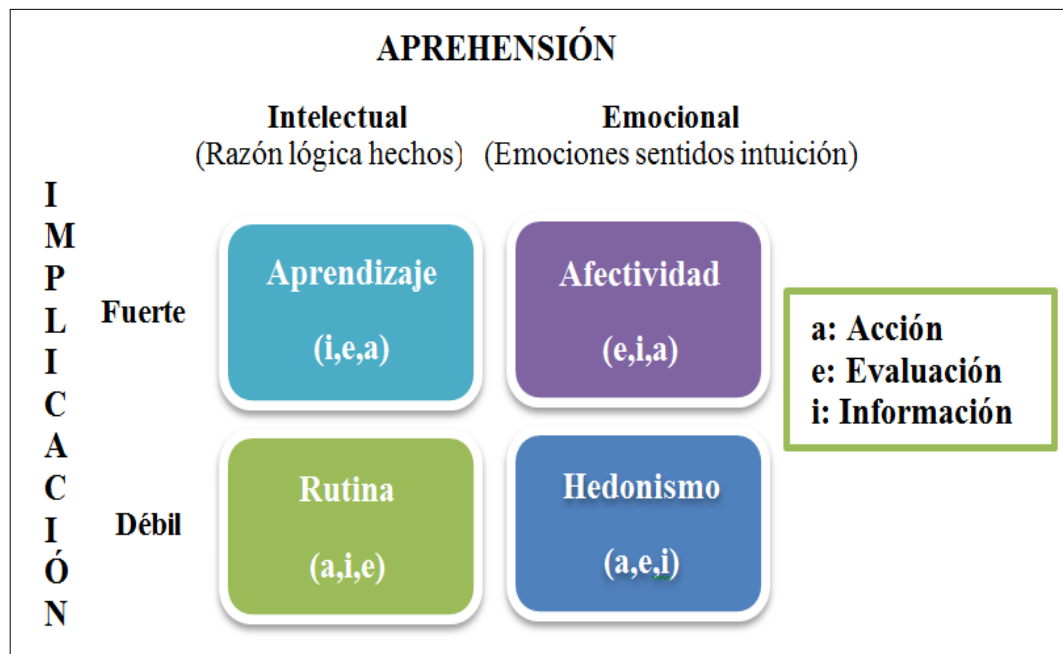 APREHENSIÓN
Intelectual
(Razón lógica hechos)
Emocional
(Emociones sentidos intuición)
I
M
P
L
I
C
A
C
I
Ó
N
Fuerte
Aprendizaje
(i,e,a)
Afectividad
(e,i,a)
a: Acción
e: Evaluación
i: Información
Débil
Rutina
(a,i,e)
Hedonismo
(a,e,i)